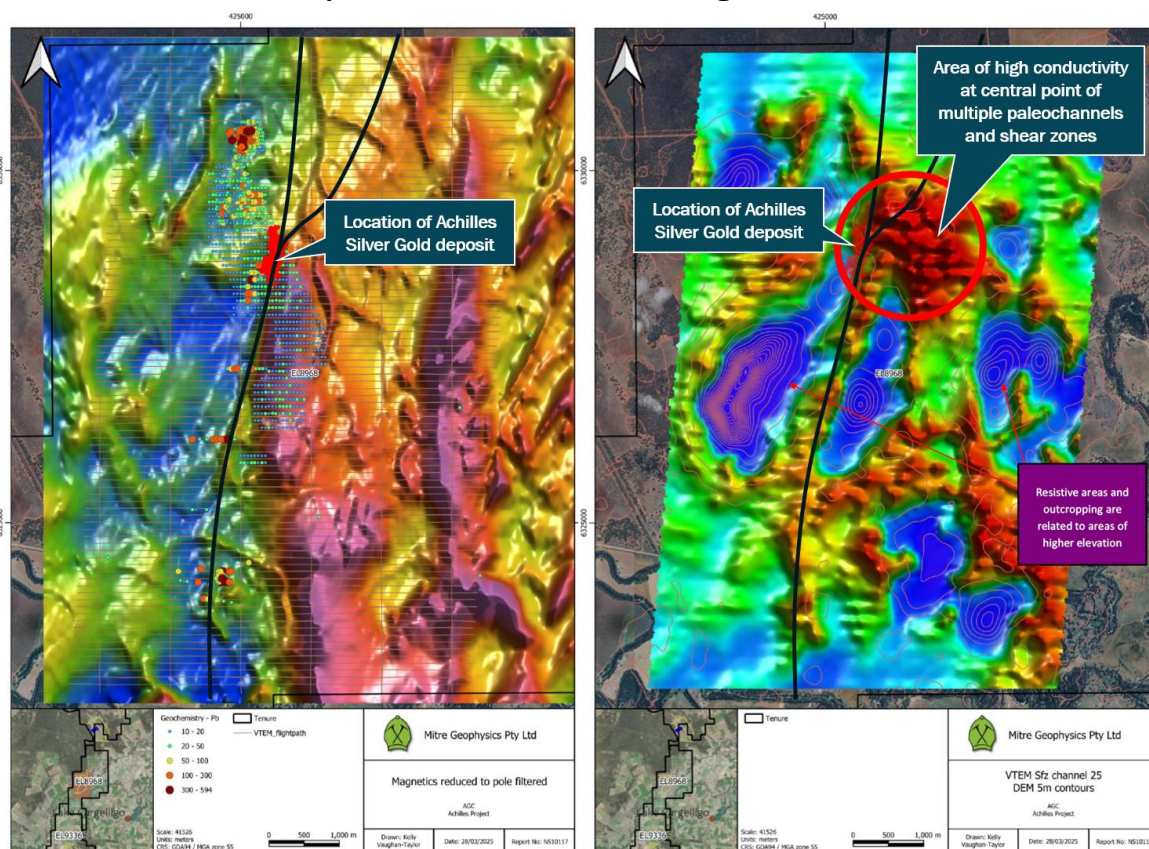 425000
6330000
6325000
Location of Achilles
Silver Gold deposit
EL8968
Geochemistry - Pb
10 - 20
20 - 50
50 - 100
100 - 300
300 - 594
Tenure
VTEM_flightpath
EL8968
EL9336
Scale: 41526
Units: meters
CRS: GDA94 / MGA zone 55
0 500 1,000 m
Mitre Geophysics Pty Ltd
Magnetics reduced to pole filtered
AGC
Achilles Project
Drawn: Kelly
Vaughan-Taylor
Date: 28/03/2025
Report No: NS10117
425000
6330000
6325000
Area of high conductivity
at central point of
multiple paleochannels
and shear zones
Location of Achilles
Silver Gold deposit
EL8968
Resistive areas and
outcropping are
related to areas of
higher elevation
Tenure
EL8968
EL9336
Scale: 41526
Units: meters
CRS: GDA94 / MGA zone 55
0 500 1,000 m
Mitre Geophysics Pty Ltd
VTEM Sfz channel 25
DEM 5m contours
AGC
Achilles Project
Drawn: Kelly
Vaughan-Taylor
Date: 28/03/2025